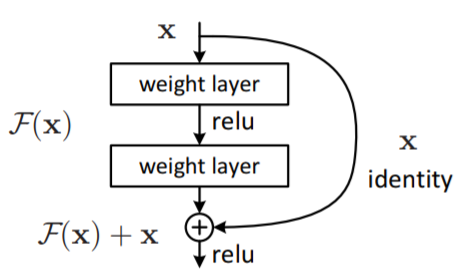 x
weight layer
relu
F(x)
x
weight layer
identity
F(x) + x
+
relu